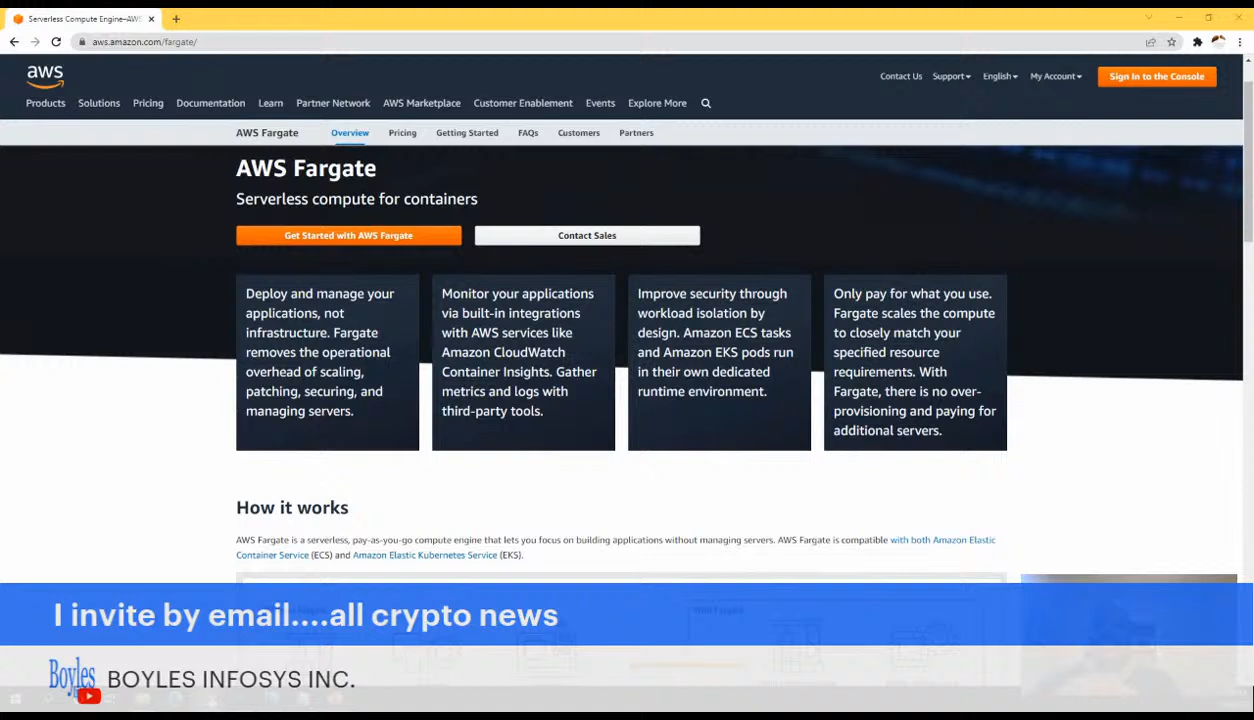 Serverless Compute Engine–AWS
aws.amazon.com/fargate/
aws
Contact Us Support English My Account Sign In to the Console
Products Solutions Pricing Documentation Learn Partner Network AWS Marketplace Customer Enablement Events Explore More
AWS Fargate Overview Pricing Getting Started FAQs Customers Partners
AWS Fargate
Serverless compute for containers
Get Started with AWS Fargate Contact Sales
Deploy and manage your
applications, not
infrastructure. Fargate
removes the operational
overhead of scaling,
patching, securing, and
managing servers.
Monitor your applications
via built-in integrations
with AWS services like
Amazon CloudWatch
Container Insights. Gather
metrics and logs with
third-party tools.
Improve security through
workload isolation by
design. Amazon ECS tasks
and Amazon EKS pods run
in their own dedicated
runtime environment.
Only pay for what you use.
Fargate scales the compute
to closely match your
specified resource
requirements. With
Fargate, there is no over-
provisioning and paying for
additional servers.
How it works
AWS Fargate is a serverless, pay-as-you-go compute engine that lets you focus on building applications without managing servers. AWS Fargate is compatible with both Amazon Elastic
Container Service (ECS) and Amazon Elastic Kubernetes Service (EKS).
I invite by email....all crypto news
Boyles BOYLES INFOSYS INC.